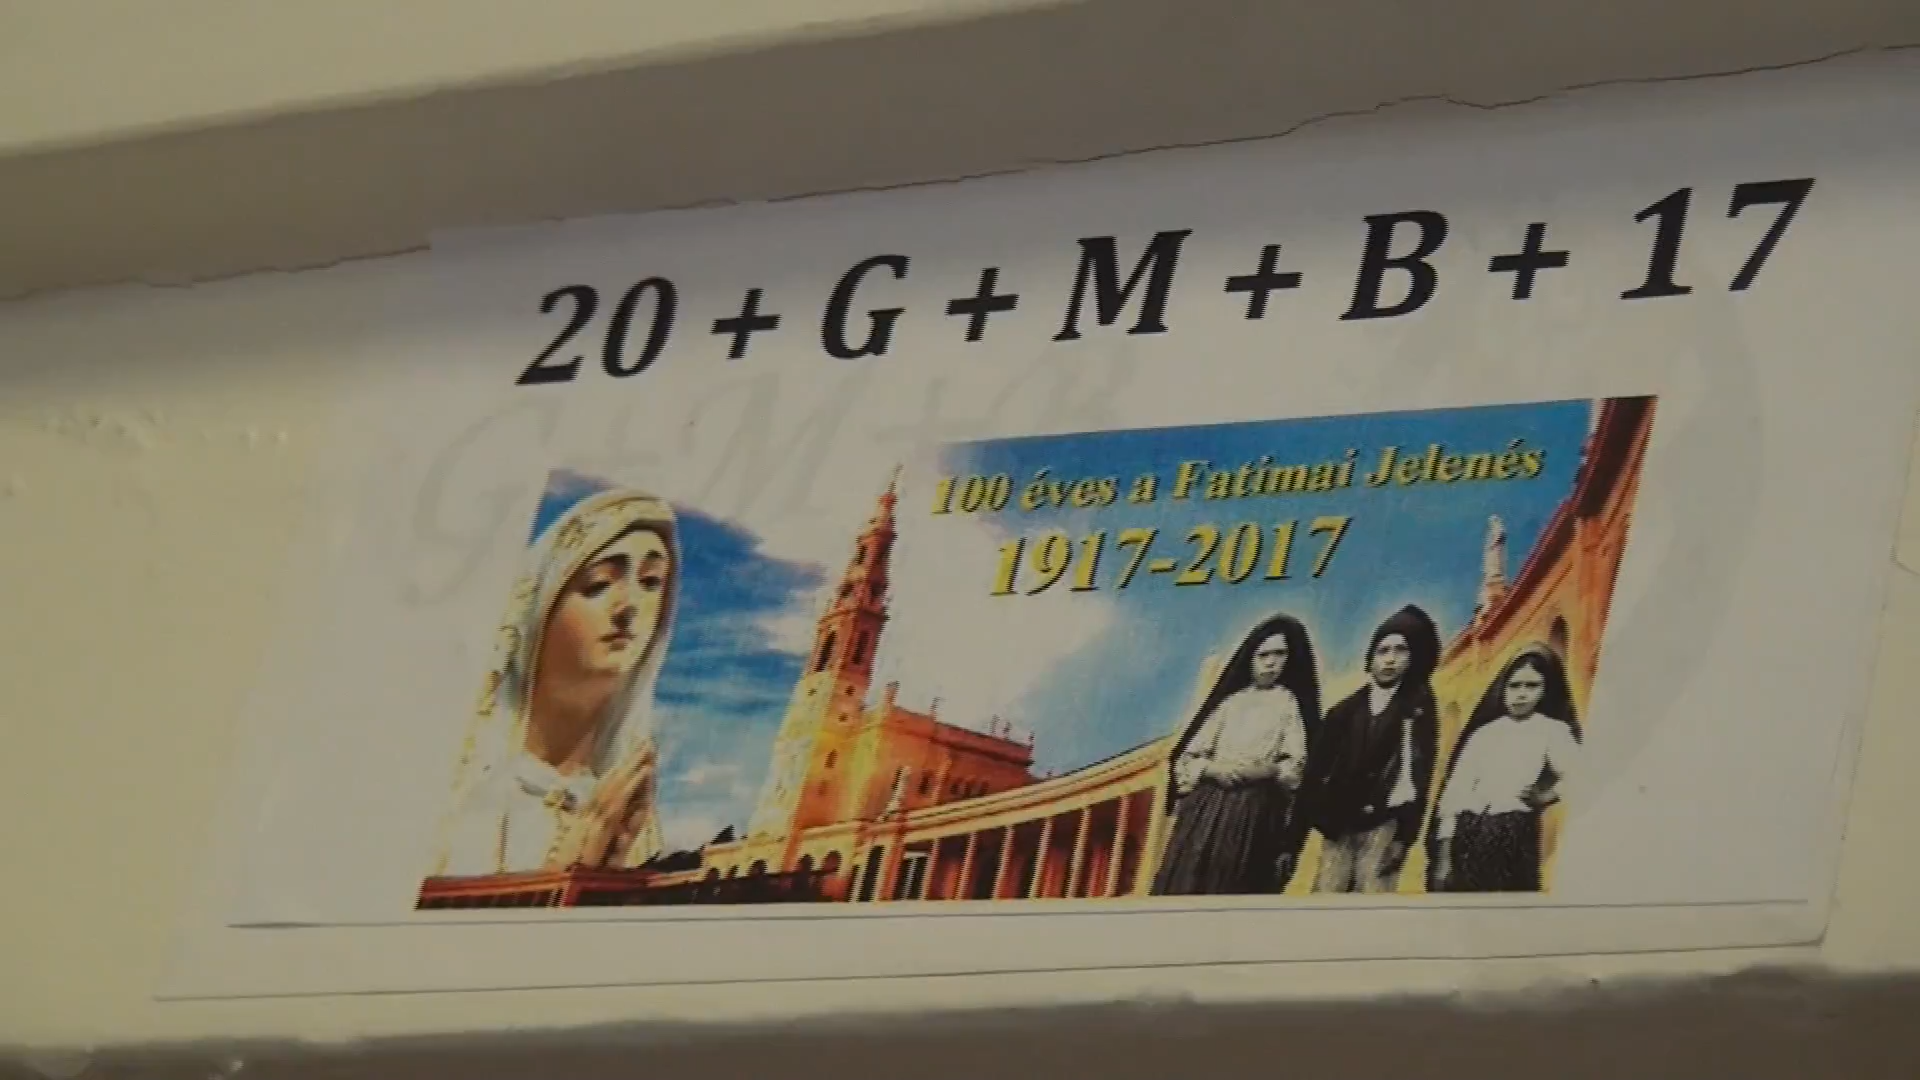 20 + G + M + B + 17
G + M + B
100 éves a Fatimai Jelenés
1917-2017